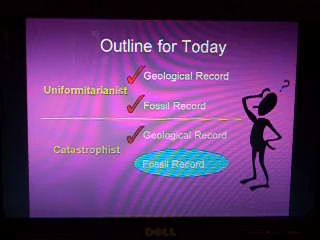 Outline for Today
Uniformitarianist
Geological Record
Fossil Record
Catastrophist
Geological Record
Fossil Record
?
DELL